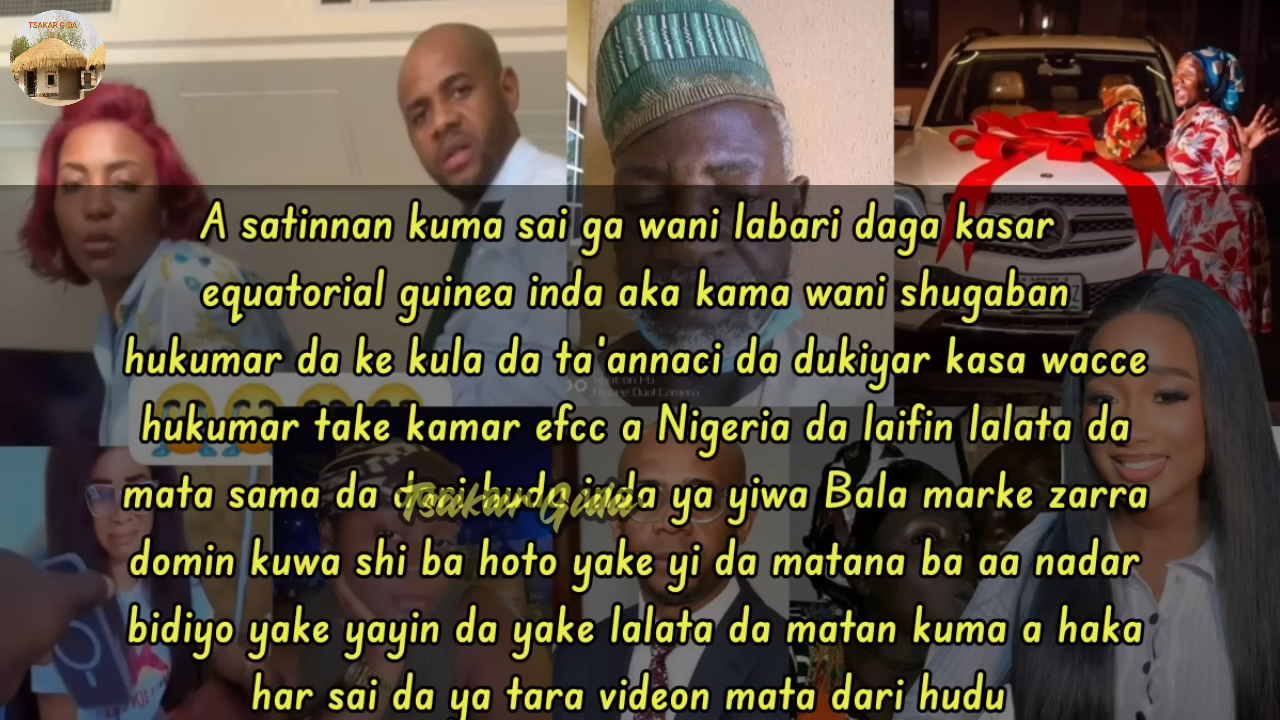 TSAKAR GIDA
A satinnan kuma sai ga wani labari daga kasar
equatorial guinea inda aka kama wani shugaban
hukumar da ke kula da ta'annaci da dukiyar kasa wacce
hukumar take kamar efcc a Nigeria da laifin lalata da
mata sama da dari hudu inda ya yiwa Bala marke zarra
Tsakar Gida
domin kuwa shi ba hoto yake yi da matana ba aa nadar
bidiyo yake yayin da yake lalata da matan kuma a haka
har sai da ya tara videon mata dari hudu